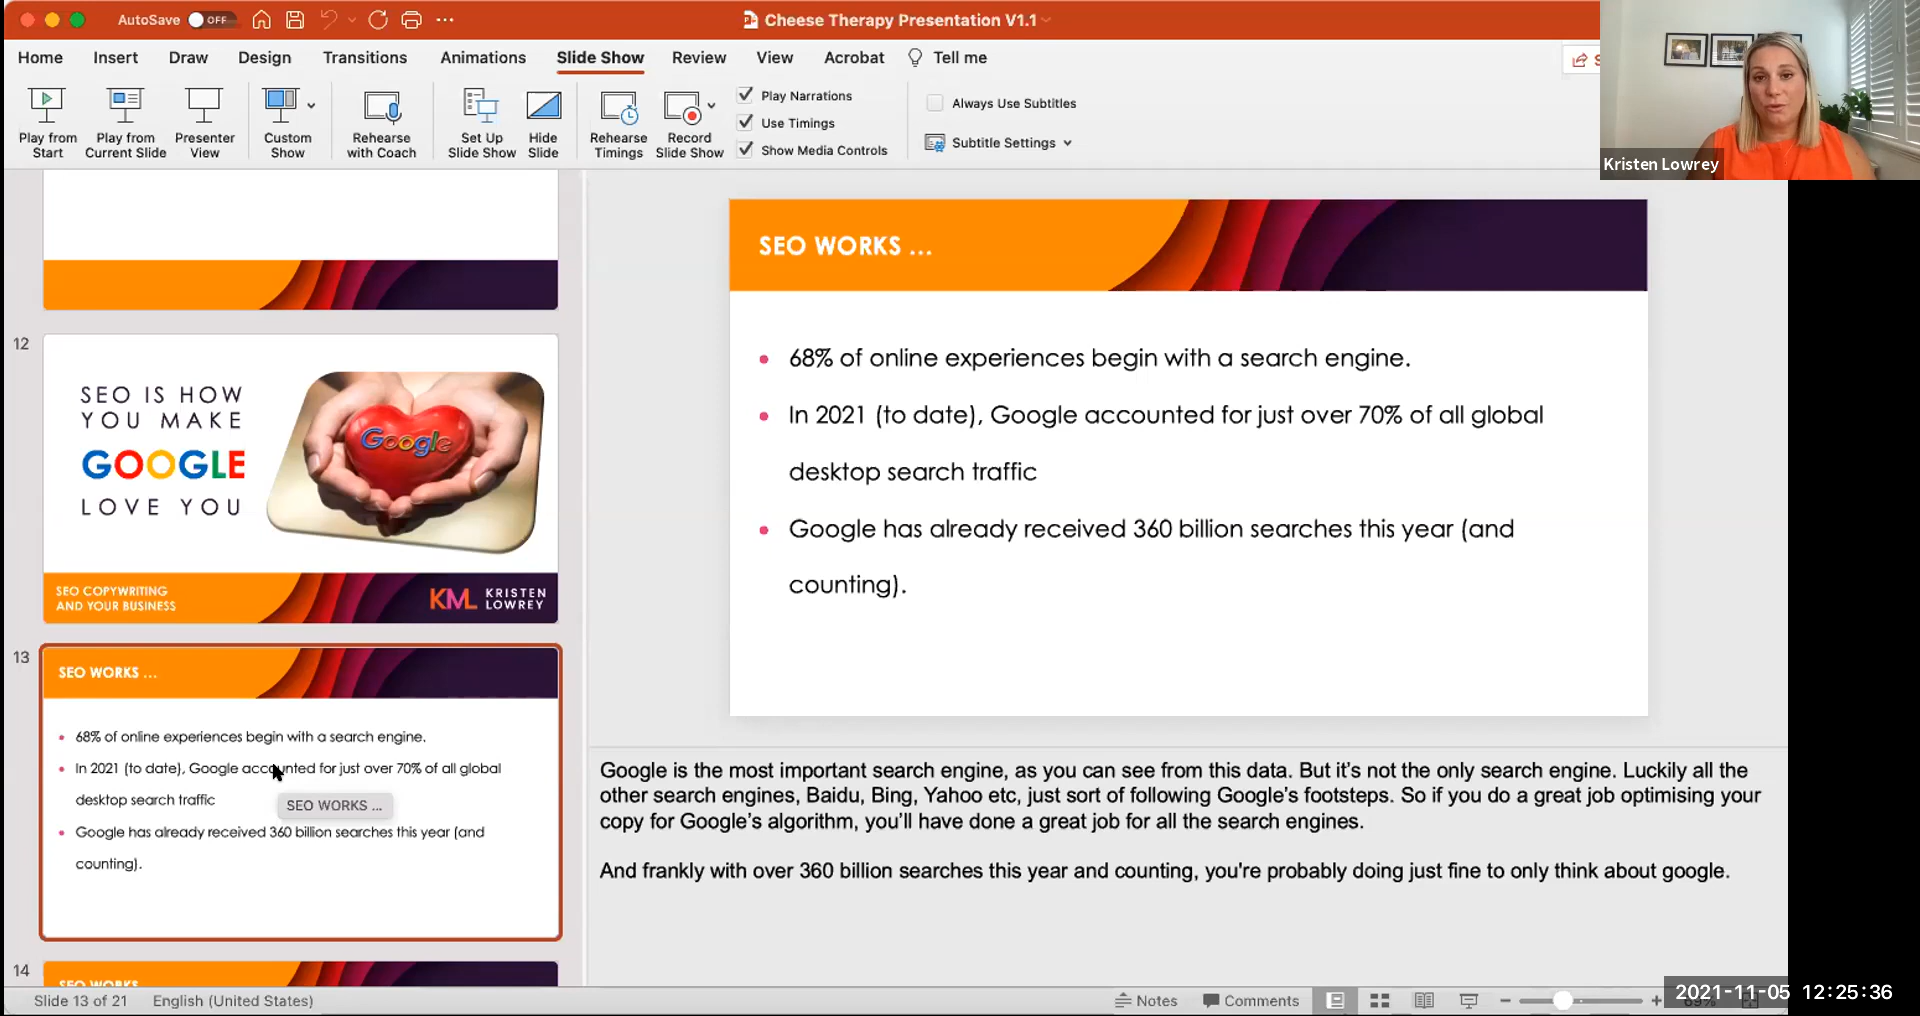 AutoSave OFF
Cheese Therapy Presentation V1.1
Home Insert Draw Design Transitions Animations Slide Show Review View Acrobat Tell me
Play from Start
Play from Current Slide
Presenter View
Custom Show
Rehearse with Coach
Set Up Slide Show
Hide Slide
Rehearse Timings
Record Slide Show
Play Narrations
Use Timings
Show Media Controls
Always Use Subtitles
Subtitle Settings
Kristen Lowrey
12
SEO IS HOW
YOU MAKE
GOOGLE
LOVE YOU
Google
SEO COPYWRITING
AND YOUR BUSINESS
KML KRISTEN
LOWREY
13
SEO WORKS ...
• 68% of online experiences begin with a search engine.
• In 2021 (to date), Google accounted for just over 70% of all global
desktop search traffic
SEO WORKS ...
• Google has already received 360 billion searches this year (and
counting).
14
SEO WORKS
SEO WORKS ...
• 68% of online experiences begin with a search engine.
• In 2021 (to date), Google accounted for just over 70% of all global
desktop search traffic
• Google has already received 360 billion searches this year (and
counting).
Google is the most important search engine, as you can see from this data. But it's not the only search engine. Luckily all the
other search engines, Baidu, Bing, Yahoo etc, just sort of following Google's footsteps. So if you do a great job optimising your
copy for Google's algorithm, you'll have done a great job for all the search engines.
And frankly with over 360 billion searches this year and counting, you're probably doing just fine to only think about google.
Slide 13 of 21 English (United States)
Notes Comments
2021-11-05 12:25:36